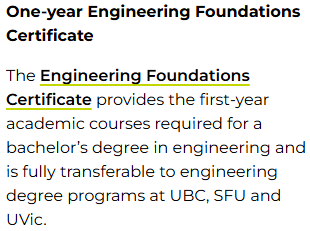 One-year Engineering Foundations
Certificate
The Engineering Foundations
Certificate provides the first-year
academic courses required for a
bachelor’s degree in engineering and
is fully transferable to engineering
degree programs at UBC, SFU and
UVic.